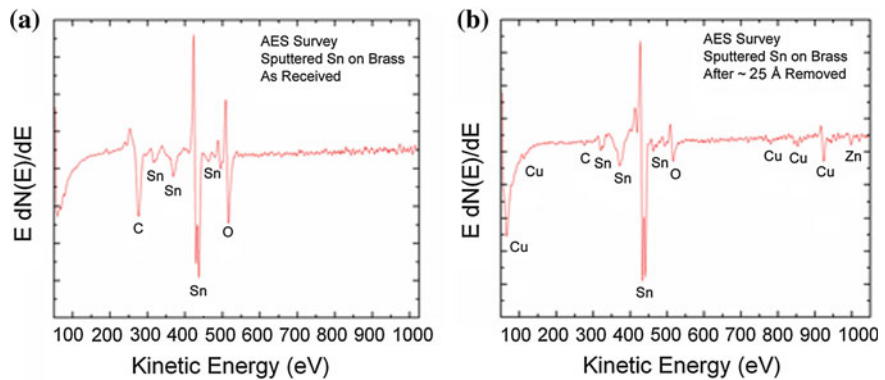 (a)
AES Survey
Sputtered Sn on Brass
As Received
E dN(E)/dE
Sn
Sn
Sn
C
O
Sn
100 200 300 400 500 600 700 800 900 1000
Kinetic Energy (eV)
(b)
AES Survey
Sputtered Sn on Brass
After ~ 25 Å Removed
E dN(E)/dE
Cu
C
Sn
Sn
Sn
O
Cu
Cu
Cu
Zn
Cu
Sn
100 200 300 400 500 600 700 800 900 1000
Kinetic Energy (eV)